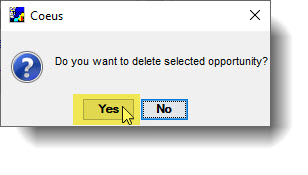 Coeus
Do you want to delete selected opportunity?
Yes No